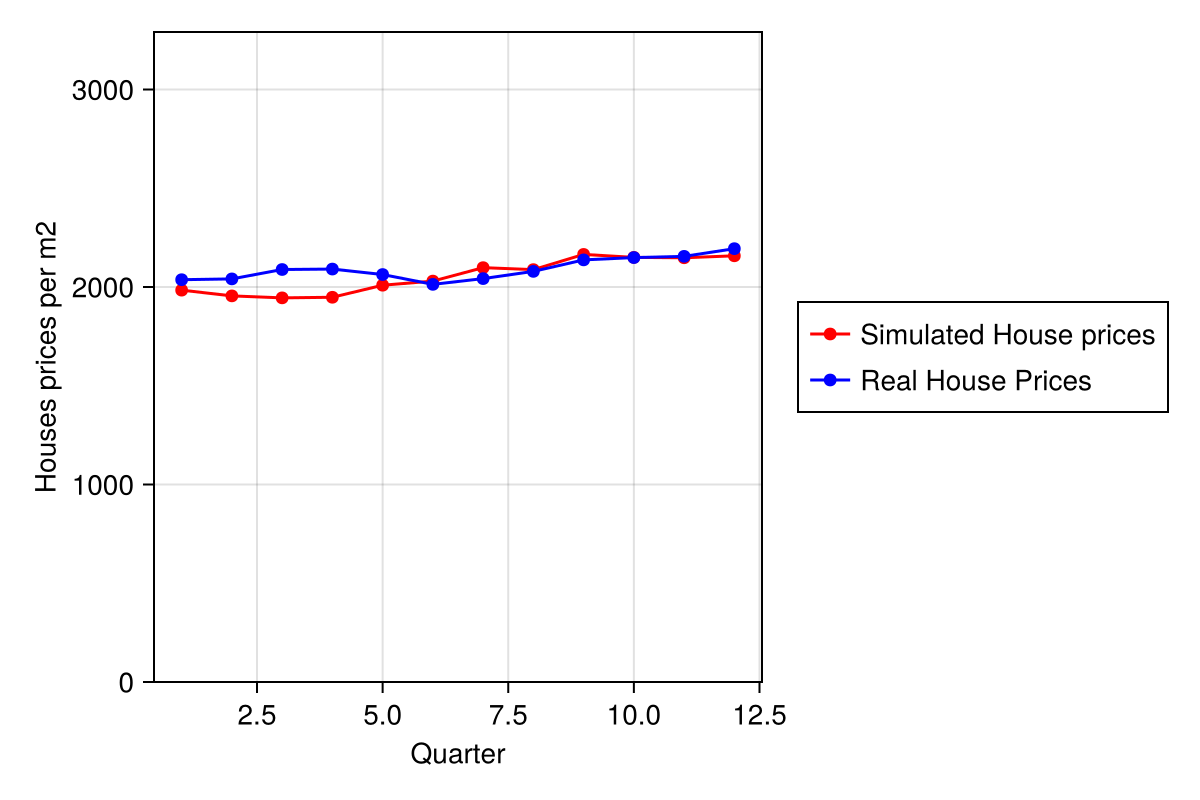 3000
2000
1000
0
Houses prices per m2
2.5 5.0 7.5 10.0 12.5
Quarter
Simulated House prices
Real House Prices